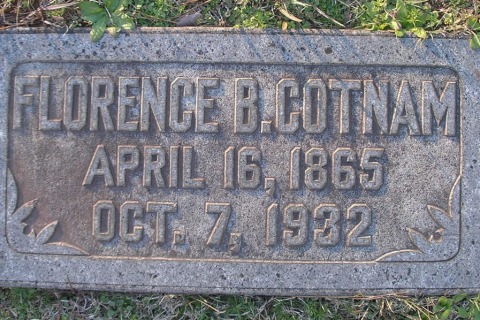 FLORENCE B. COTNAM
APRIL 16, 1865
OCT. 7, 1932